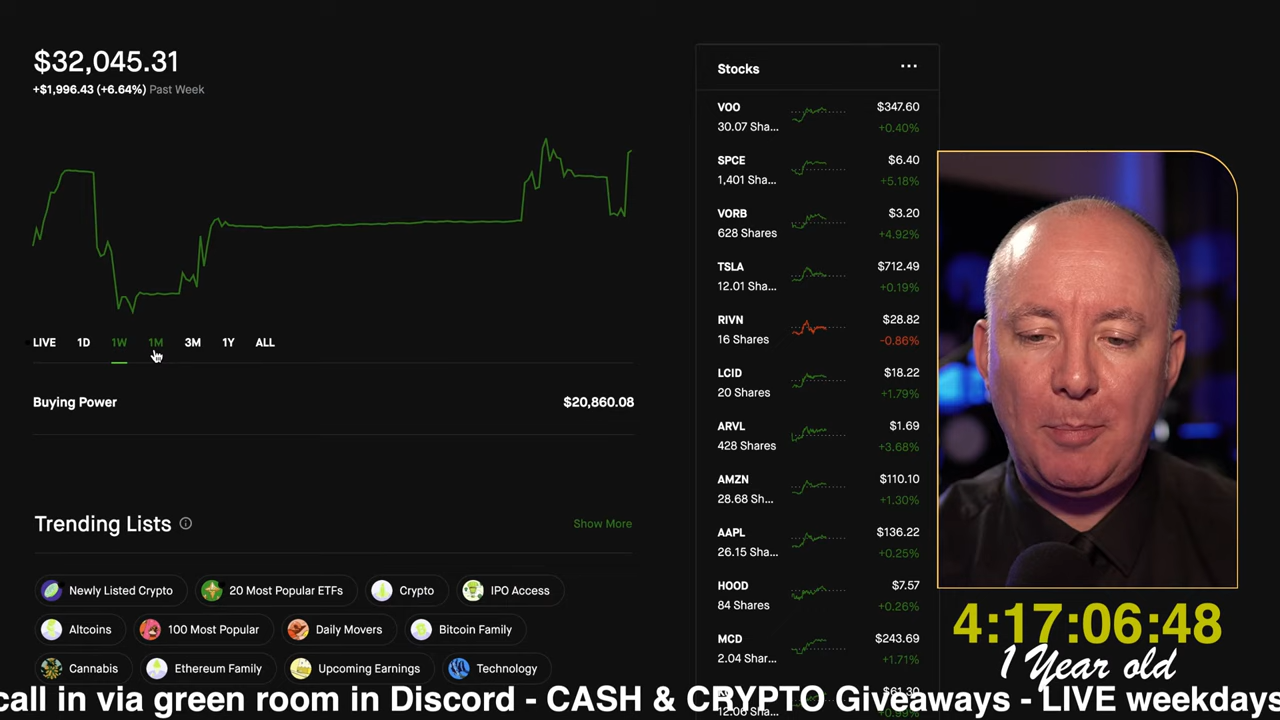 $32,045.31
+$1,996.43 (+6.64%) Past Week
LIVE 1D 1W 1M 3M 1Y ALL
Buying Power $20,860.08
Trending Lists
Show More
Newly Listed Crypto
20 Most Popular ETFs
Crypto
IPO Access
Altcoins
100 Most Popular
Daily Movers
Bitcoin Family
Cannabis
Ethereum Family
Upcoming Earnings
Technology
Stocks ...
VOO $347.60
30.07 Sha... +0.40%
SPCE $6.40
1,401 Sha... +5.18%
VORB $3.20
628 Shares +4.92%
TSLA $712.49
12.01 Sha... +0.19%
RIVN $28.82
16 Shares -0.86%
LCID $18.22
20 Shares +1.79%
ARVL $1.69
428 Shares +3.68%
AMZN $110.10
28.68 Sh... +1.30%
AAPL $136.22
26.15 Sha... +0.25%
HOOD $7.57
84 Shares +0.26%
MCD $243.69
2.04 Shar... +1.71%
$61.30
12.06 Sha...
4:17:06:48
1 Year old
call in via green room in Discord - CASH & CRYPTO Giveaways - LIVE weekdays